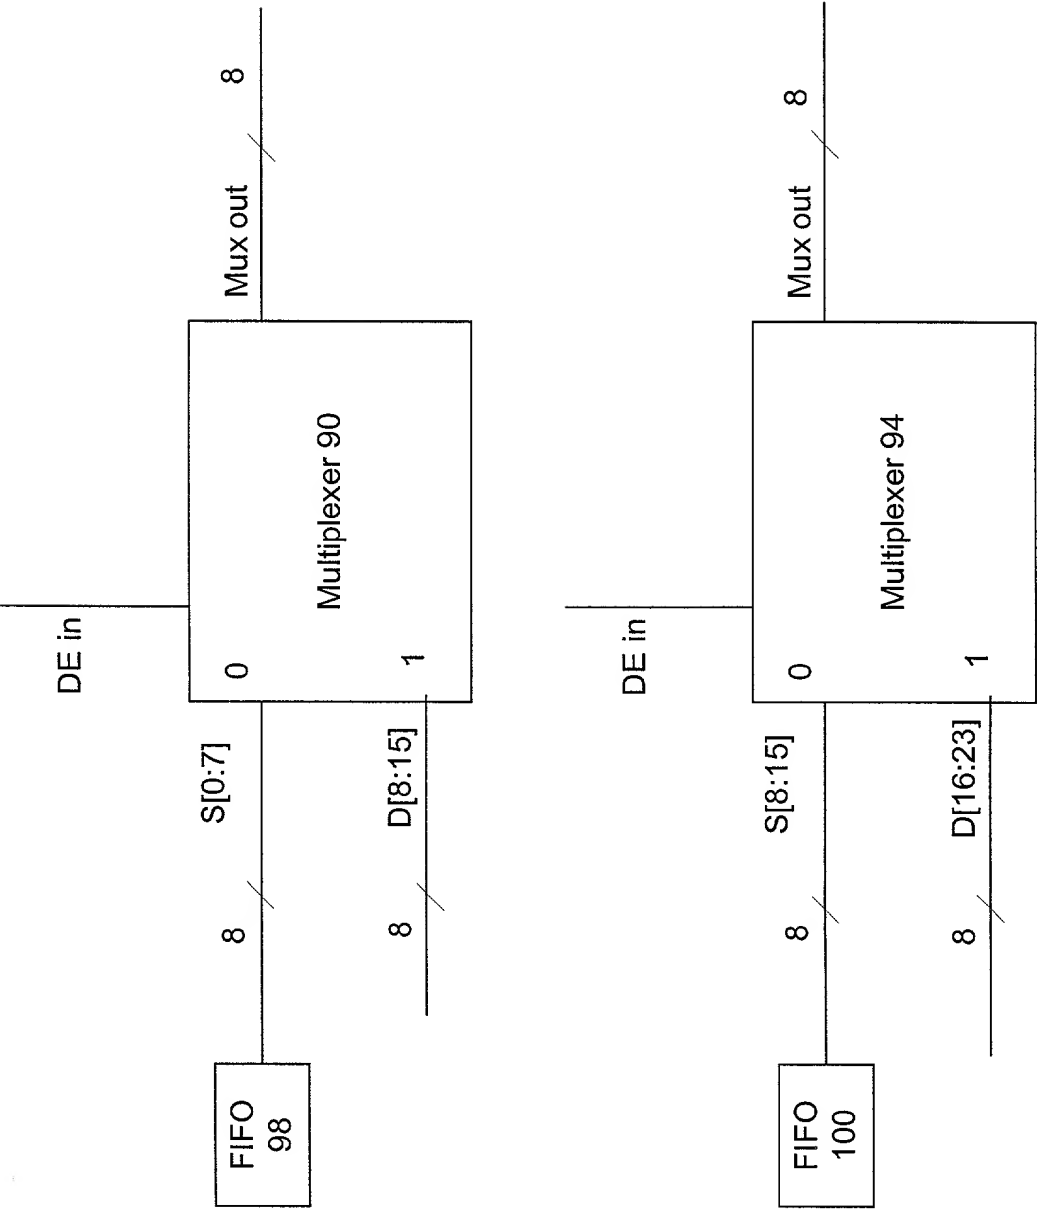 DE in
FIFO
98
8
S[0:7]
0
8
D[8:15]
1
Multiplexer 90
Mux out
8
DE in
FIFO
100
8
S[8:15]
0
8
D[16:23]
1
Multiplexer 94
Mux out
8